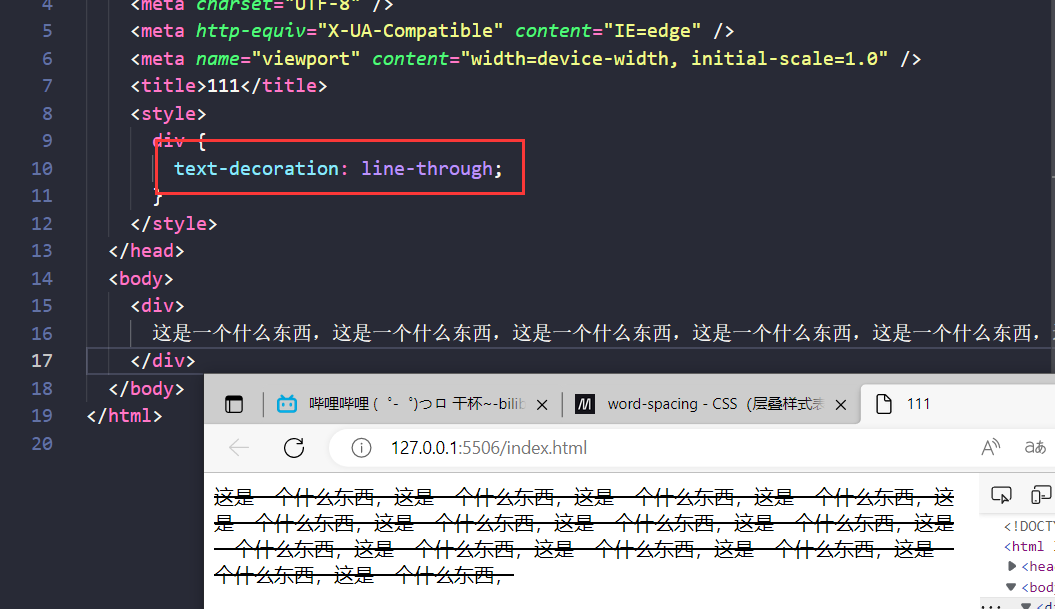 4 <meta charset="UTF-8" />
5 <meta http-equiv="X-UA-Compatible" content="IE=edge" />
6 <meta name="viewport" content="width=device-width, initial-scale=1.0" />
7 <title>111</title>
8 <style>
9 div {
10 text-decoration: line-through;
11 }
12 </style>
13 </head>
14 <body>
15 <div>
16 这是一个什么东西，这是一个什么东西，这是一个什么东西，这是一个什么东西，这是一个什么东西，
17 </div>
18 </body>
19 </html>
20
哔哩哔哩 (゜-゜)つロ 干杯~-bilib
word-spacing - CSS（层叠样式表
111
127.0.0.1:5506/index.html
这是一个什么东西，这是一个什么东西，这是一个什么东西，这是一个什么东西，这
是一个什么东西，这是一个什么东西，这是一个什么东西，这是一个什么东西，这是
一个什么东西，这是一个什么东西，这是一个什么东西，这是一个什么东西，这是一
个什么东西，这是一个什么东西，
<!DOCTY
<html
<hea
<bod
<d